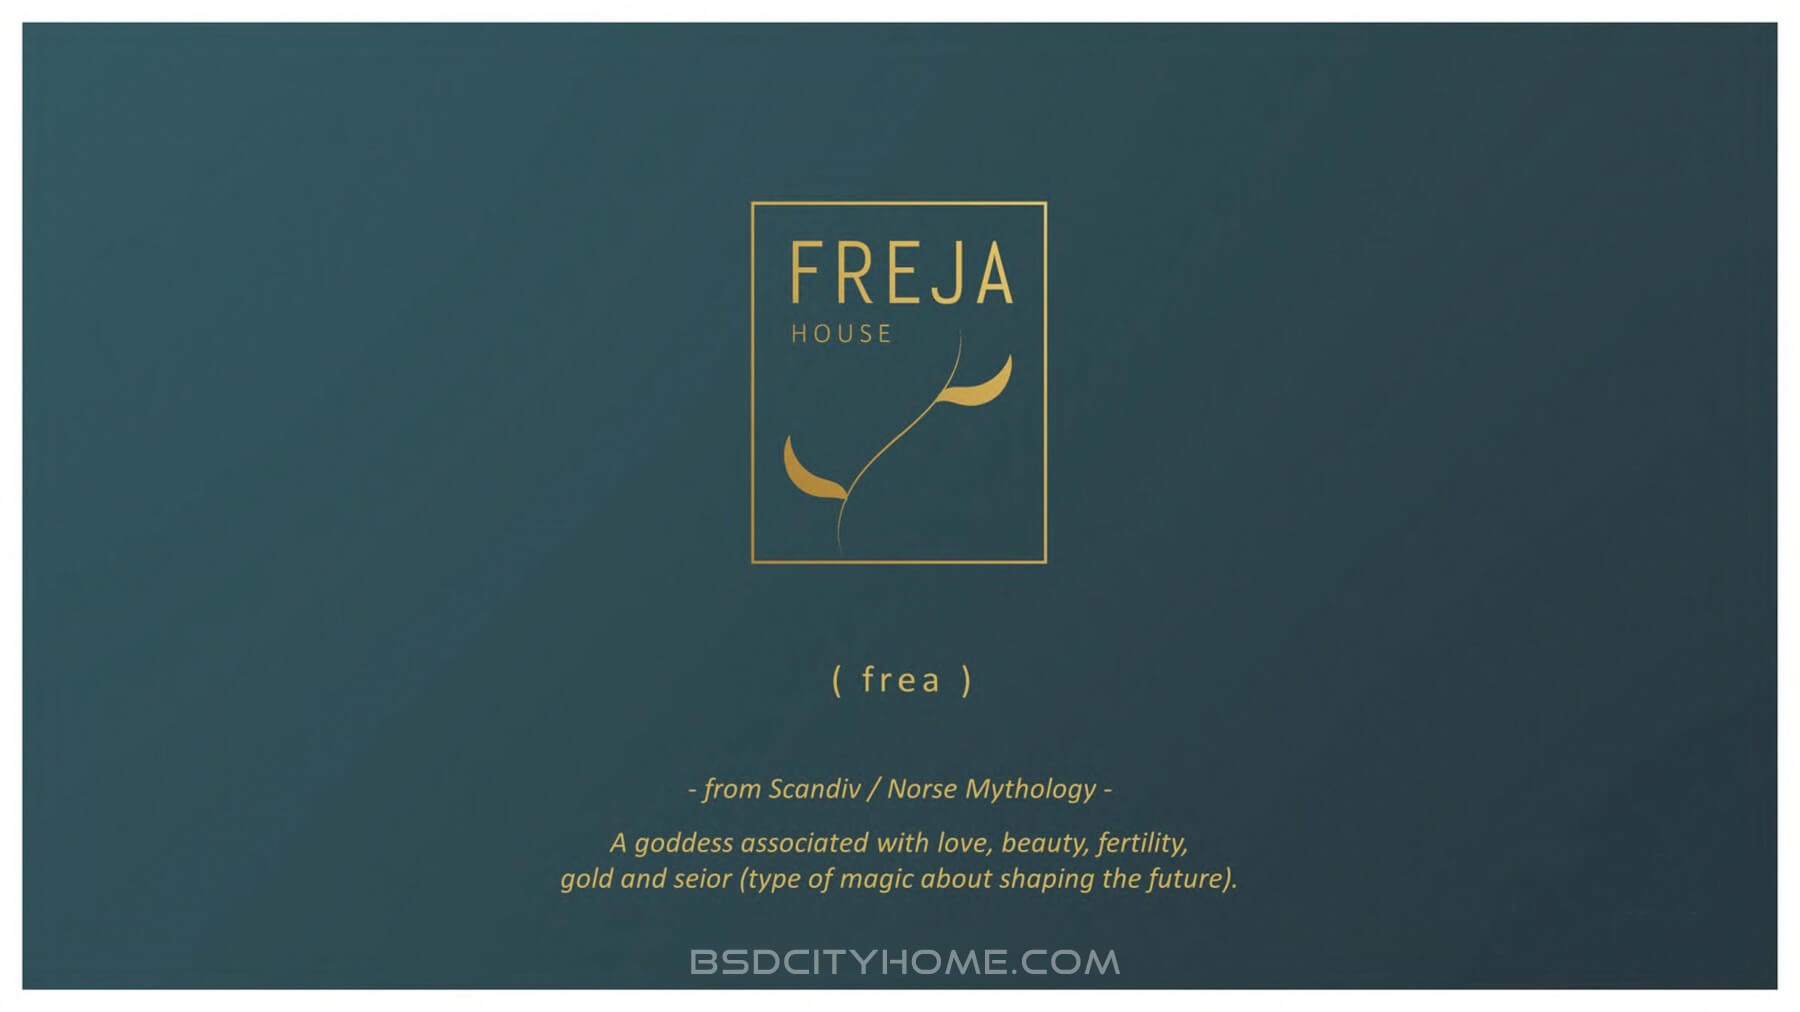 FREJA
HOUSE
( frea )
- from Scandiv / Norse Mythology -
A goddess associated with love, beauty, fertility,
gold and seior (type of magic about shaping the future).
BSDCITYHOME.COM